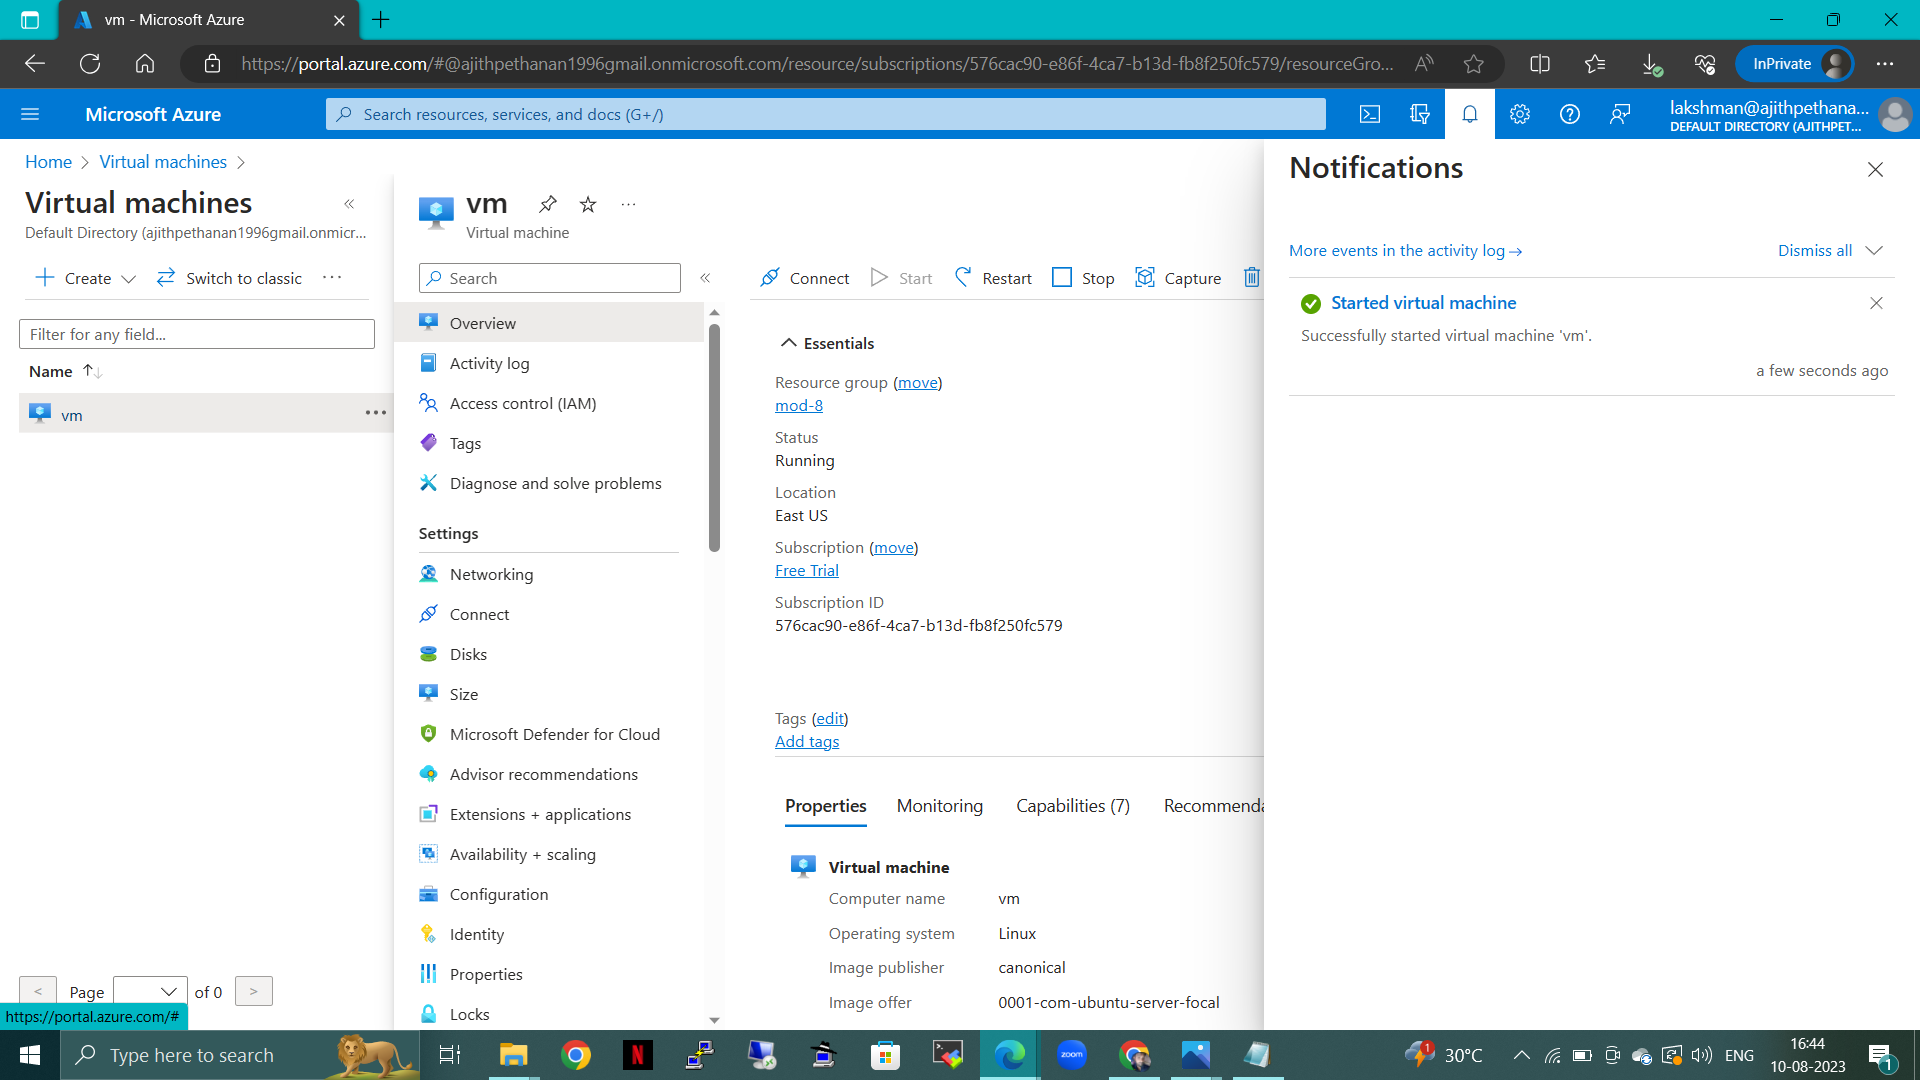 vm - Microsoft Azure
https://portal.azure.com/#@ajithpethanan1996gmail.onmicrosoft.com/resource/subscriptions/576cac90-e86f-4ca7-b13d-fb8f250fc579/resourceGro...
InPrivate
Microsoft Azure
Search resources, services, and docs (G+/)
lakshman@ajithpethana...
DEFAULT DIRECTORY (AJITHPET...
Home > Virtual machines >
Virtual machines
Default Directory (ajithpethanan1996gmail.onmicr...
Create
Switch to classic
Filter for any field...
Name
vm
< Page of 0 >
https://portal.azure.com/#
vm
Virtual machine
Search
Overview
Activity log
Access control (IAM)
Tags
Diagnose and solve problems
Settings
Networking
Connect
Disks
Size
Microsoft Defender for Cloud
Advisor recommendations
Extensions + applications
Availability + scaling
Configuration
Identity
Properties
Locks
Connect Start Restart Stop Capture
Essentials
Resource group (move)
mod-8
Status
Running
Location
East US
Subscription (move)
Free Trial
Subscription ID
576cac90-e86f-4ca7-b13d-fb8f250fc579
Tags (edit)
Add tags
Properties Monitoring Capabilities (7) Recommenda
Virtual machine
Computer name vm
Operating system Linux
Image publisher canonical
Image offer 0001-com-ubuntu-server-focal
Notifications
More events in the activity log →
Dismiss all
Started virtual machine
Successfully started virtual machine 'vm'.
a few seconds ago
Type here to search
N
zoom
1
30°C
ENG
16:44
10-08-2023
1